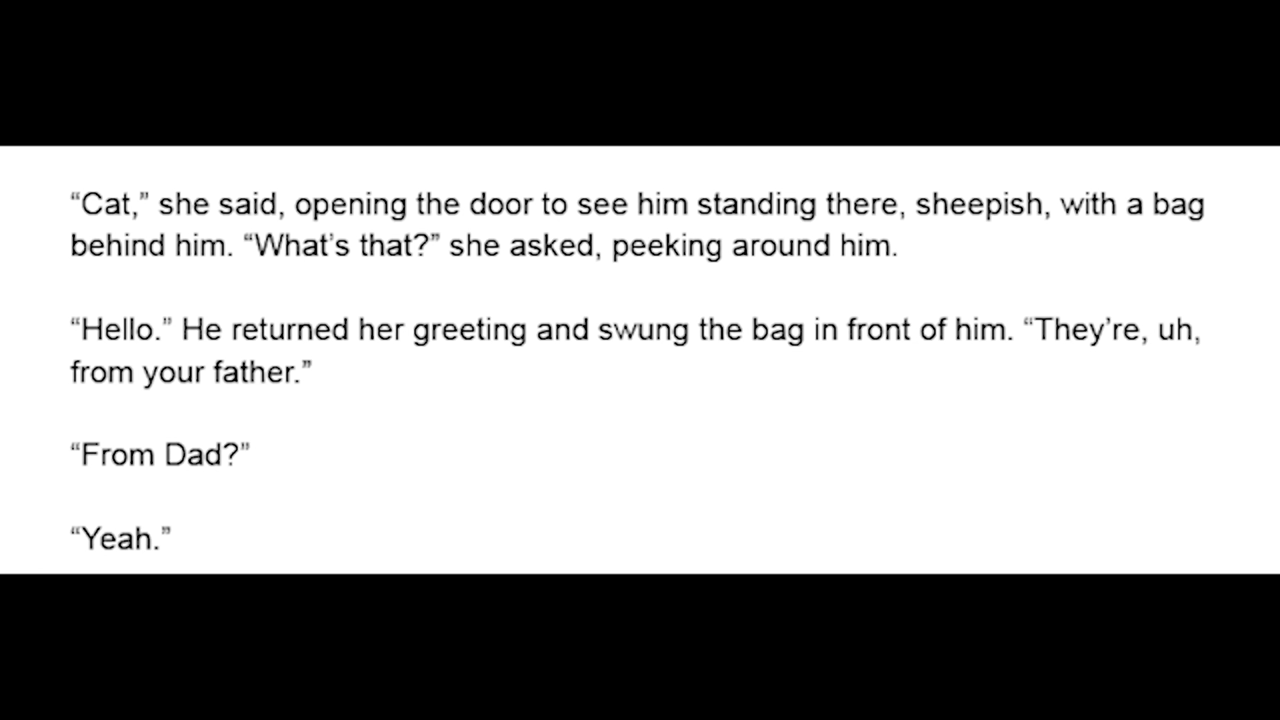 “Cat,” she said, opening the door to see him standing there, sheepish, with a bag
behind him. “What’s that?” she asked, peeking around him.
“Hello.” He returned her greeting and swung the bag in front of him. “They’re, uh,
from your father.”
“From Dad?”
“Yeah.”